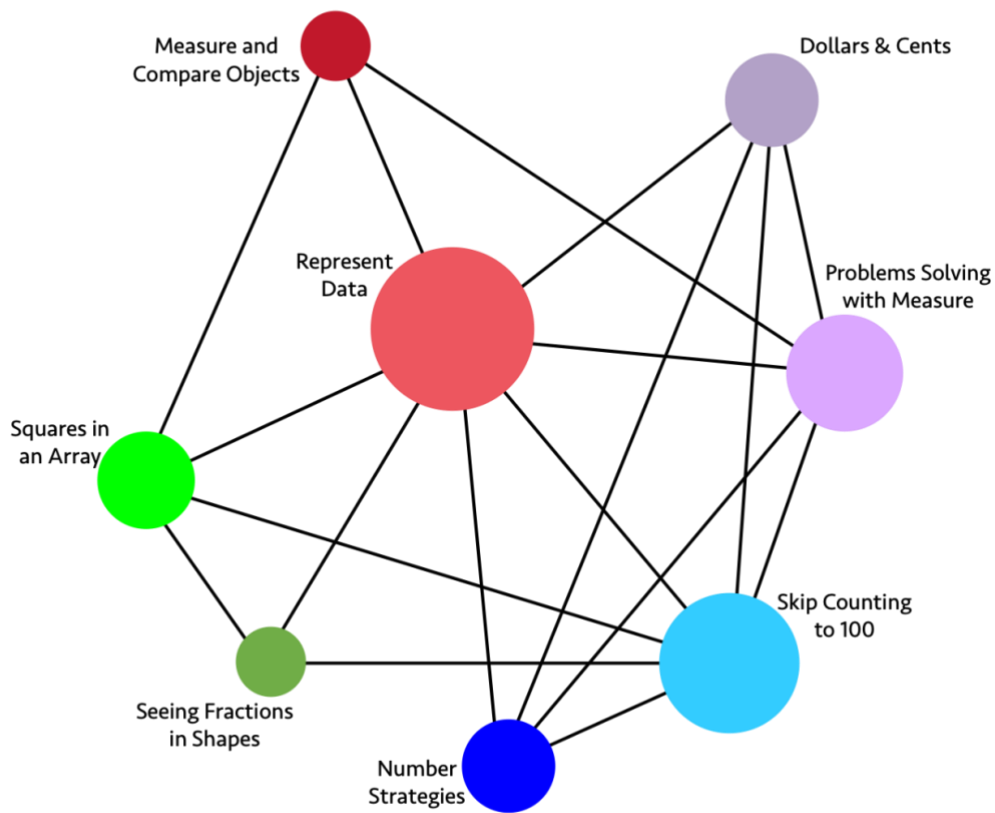 Measure and
Compare Objects
Dollars & Cents
Represent
Data
Problems Solving
with Measure
Squares in
an Array
Skip Counting
to 100
Seeing Fractions
in Shapes
Number
Strategies